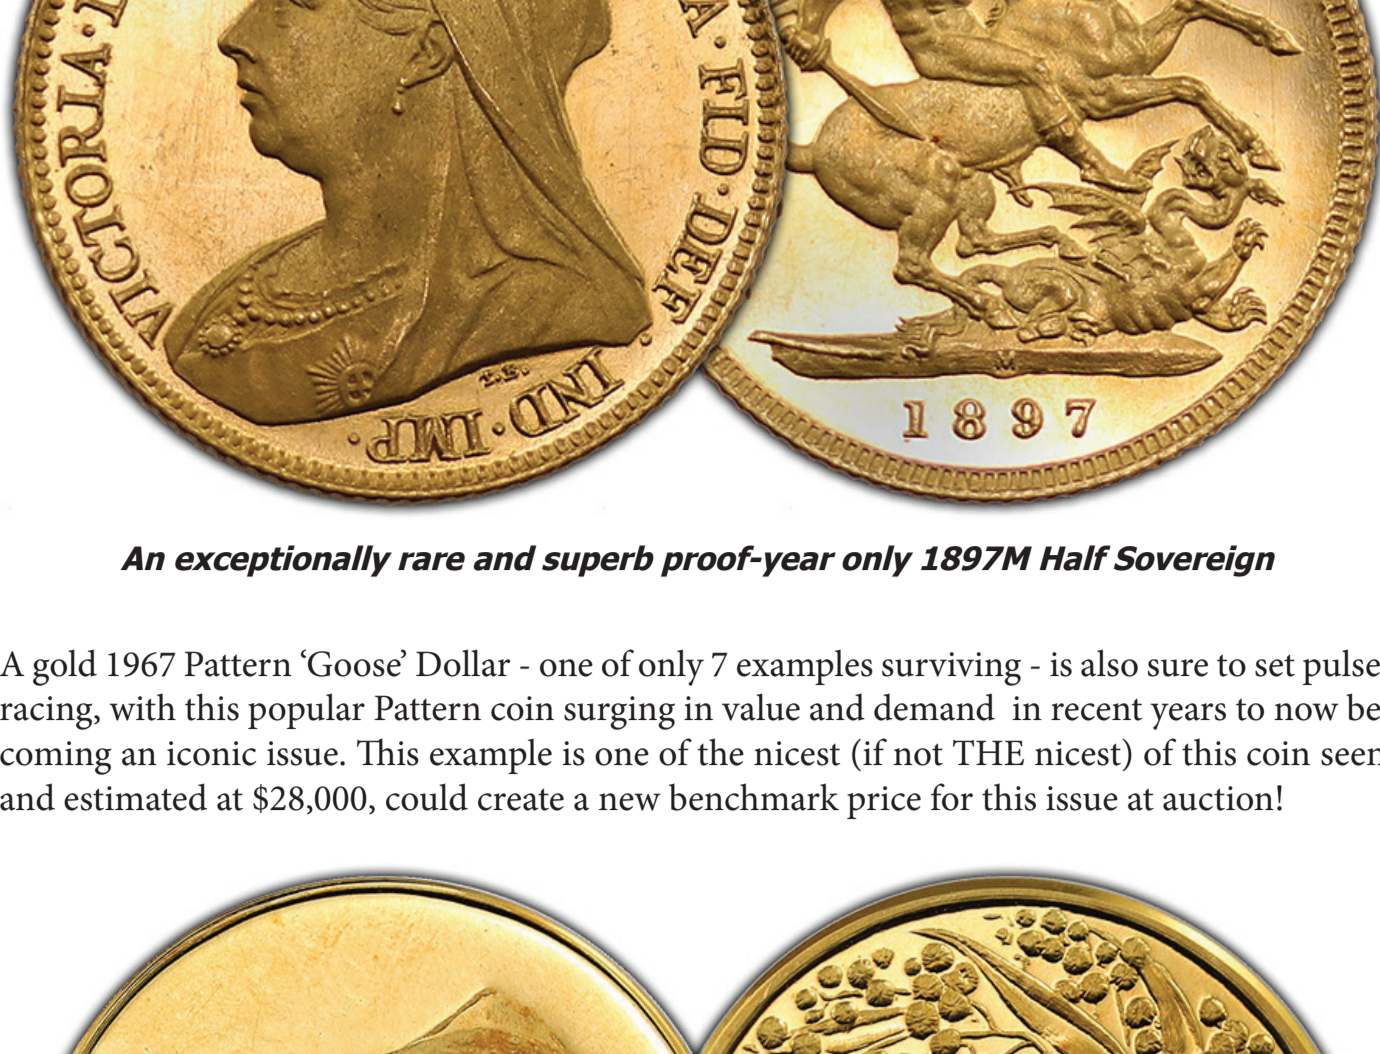 VICTORIA·
A·FID·DEF·
IND·IMP·
T.B.
M
1897
An exceptionally rare and superb proof-year only 1897M Half Sovereign
A gold 1967 Pattern ‘Goose’ Dollar - one of only 7 examples surviving - is also sure to set pulse
racing, with this popular Pattern coin surging in value and demand  in recent years to now be
coming an iconic issue. This example is one of the nicest (if not THE nicest) of this coin seen
and estimated at $28,000, could create a new benchmark price for this issue at auction!